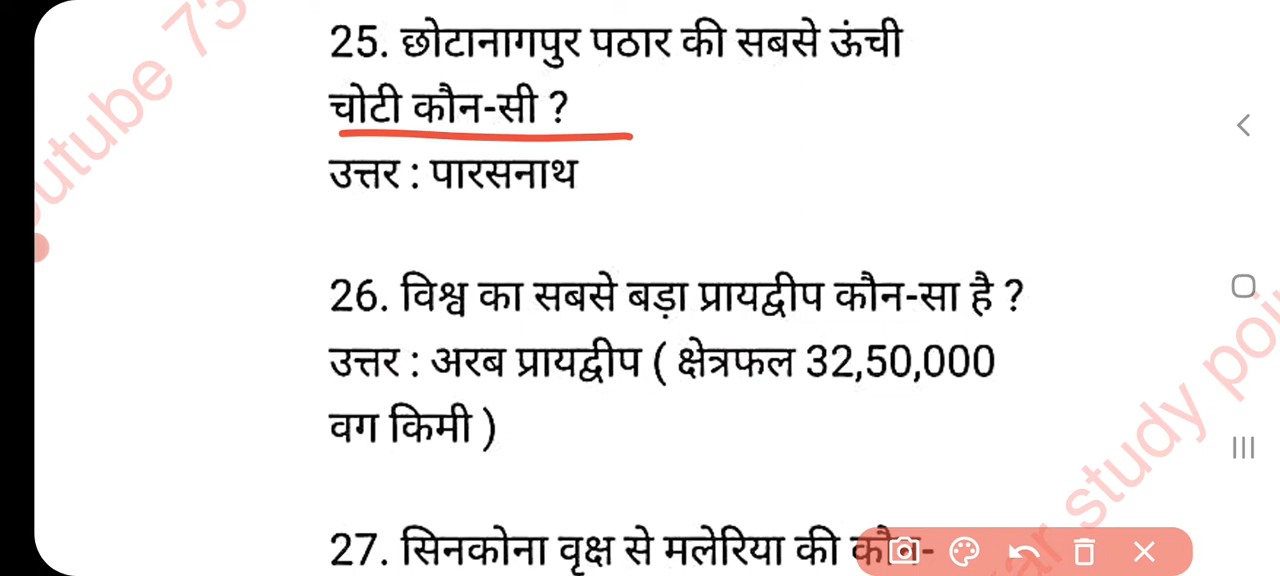 25. छोटानागपुर पठार की सबसे ऊंची
चोटी कौन-सी ?
उत्तर : पारसनाथ
26. विश्व का सबसे बड़ा प्रायद्वीप कौन-सा है ?
उत्तर : अरब प्रायद्वीप ( क्षेत्रफल 32,50,000
वग किमी )
27. सिनकोना वृक्ष से मलेरिया की कौन-
study